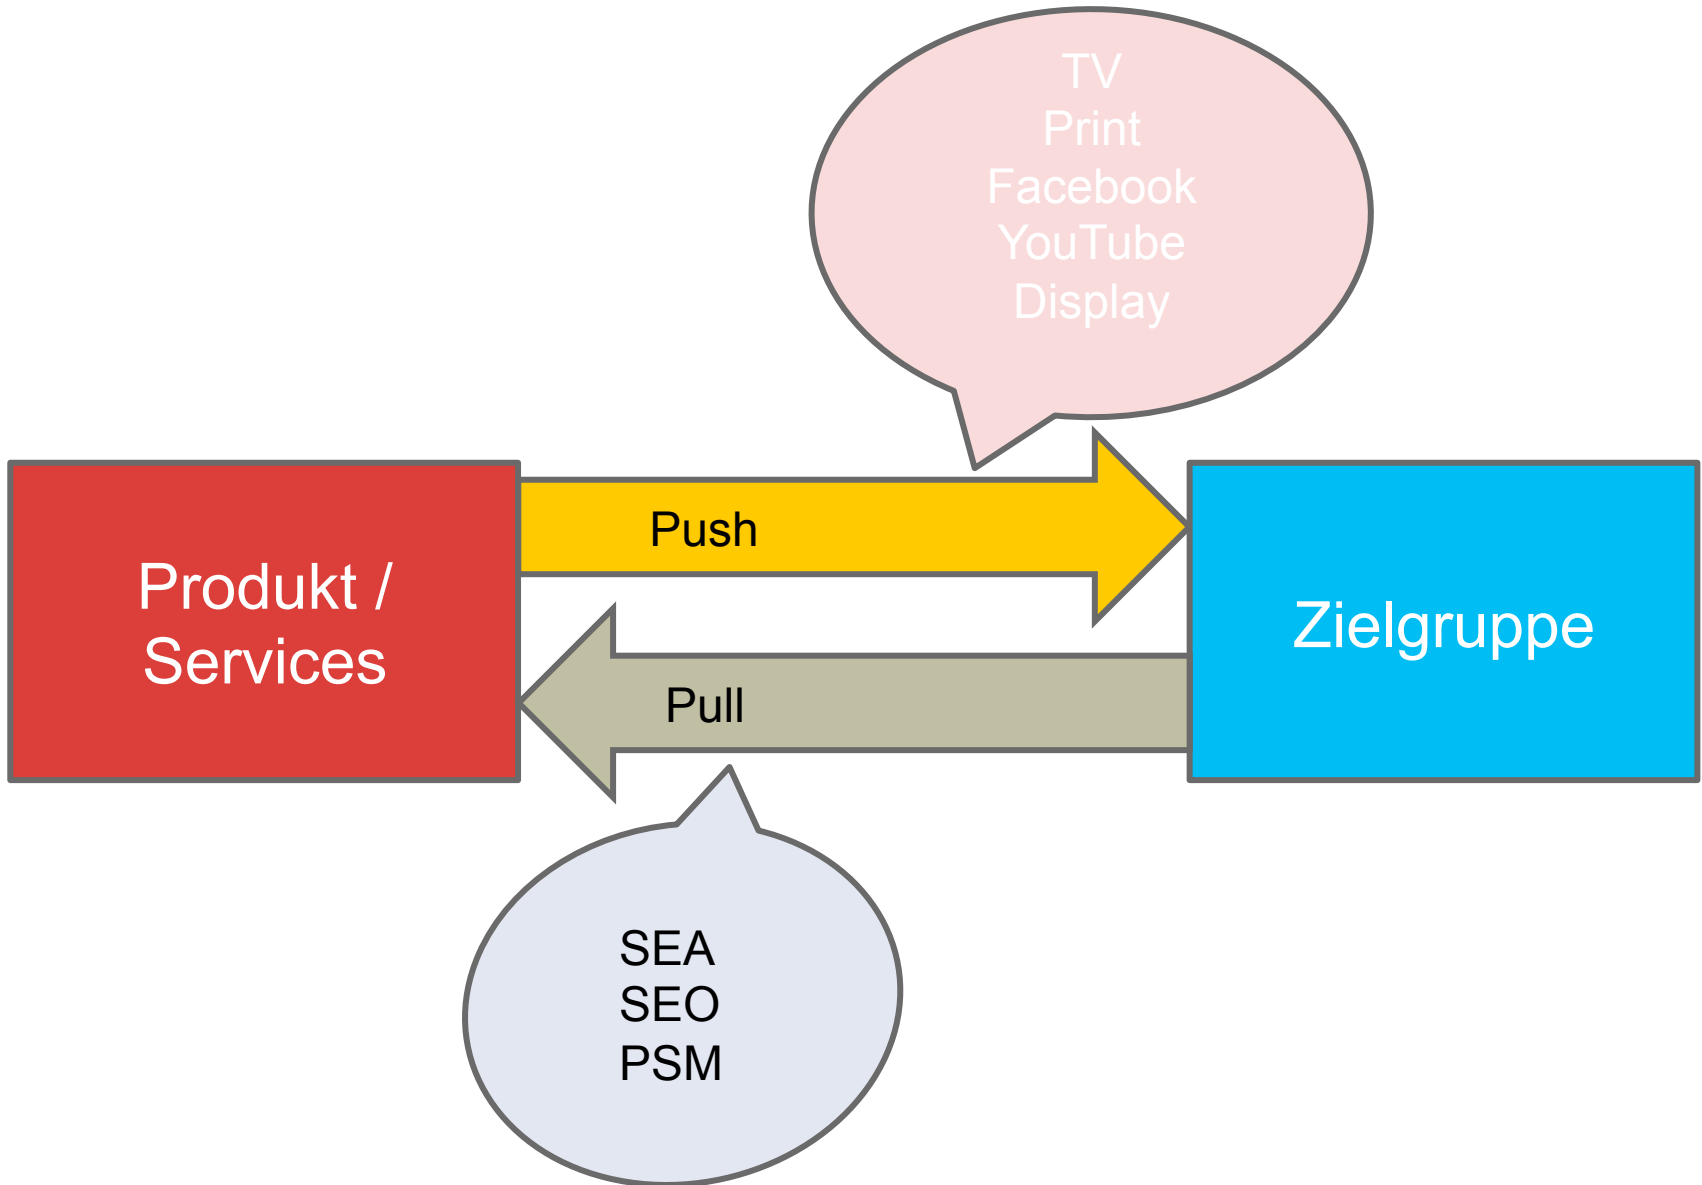 TV
Print
Facebook
YouTube
Display
Push
Produkt /
Services
Zielgruppe
Pull
SEA
SEO
PSM